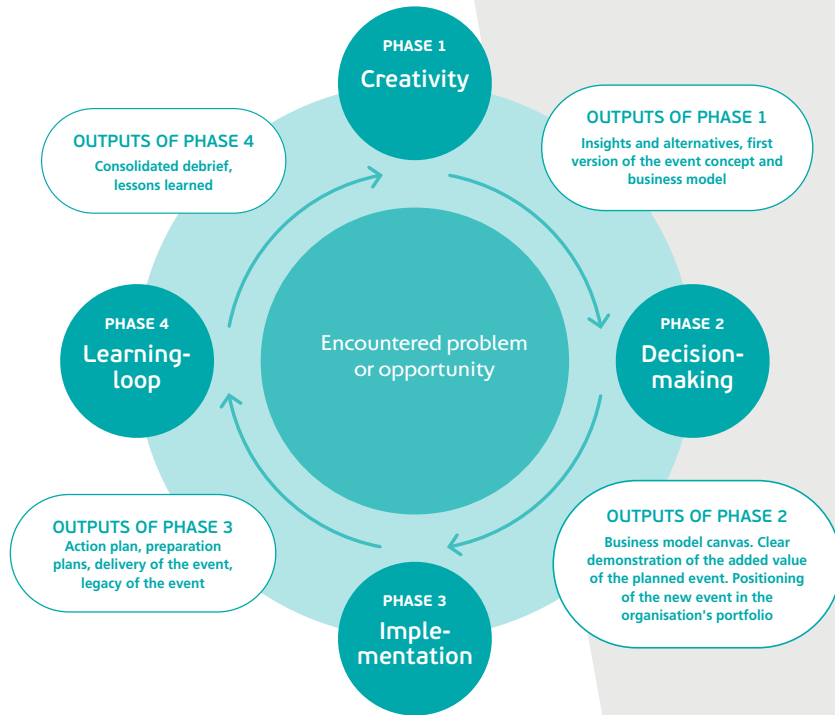 PHASE 1
Creativity
OUTPUTS OF PHASE 1
Insights and alternatives, first
version of the event concept and
business model
PHASE 2
Decision-
making
OUTPUTS OF PHASE 2
Business model canvas. Clear
demonstration of the added value
of the planned event. Positioning
of the new event in the
organisation's portfolio
PHASE 3
Imple-
mentation
OUTPUTS OF PHASE 3
Action plan, preparation
plans, delivery of the event,
legacy of the event
PHASE 4
Learning-
loop
OUTPUTS OF PHASE 4
Consolidated debrief,
lessons learned
Encountered problem
or opportunity